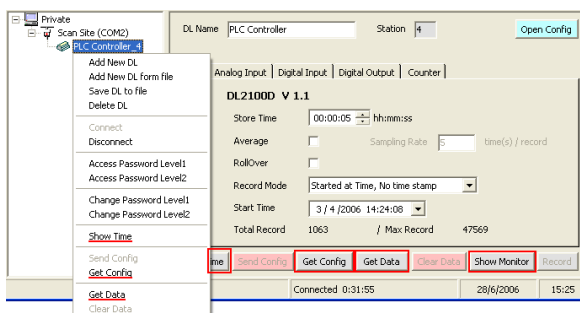 Private
Scan Site (COM2)
PLC Controller_4
Add New DL
Add New DL form file
Save DL to file
Delete DL
Connect
Disconnect
Access Password Level1
Access Password Level2
Change Password Level1
Change Password Level2
Show Time
Send Config
Get Config
Get Data
Clear Data
DL Name PLC Controller Station 4 Open Config
Analog Input Digital Input Digital Output Counter
DL2100D V 1.1
Store Time 00:00:05 hh:mm:ss
Average Sampling Rate 5 time(s) / record
RollOver
Record Mode Started at Time, No time stamp
Start Time 3 / 4 /2006 14:24:08
Total Record 1063 / Max Record 47569
me Send Config Get Config Get Data Clear Data Show Monitor Record
Connected 0:31:55 28/6/2006 15:25